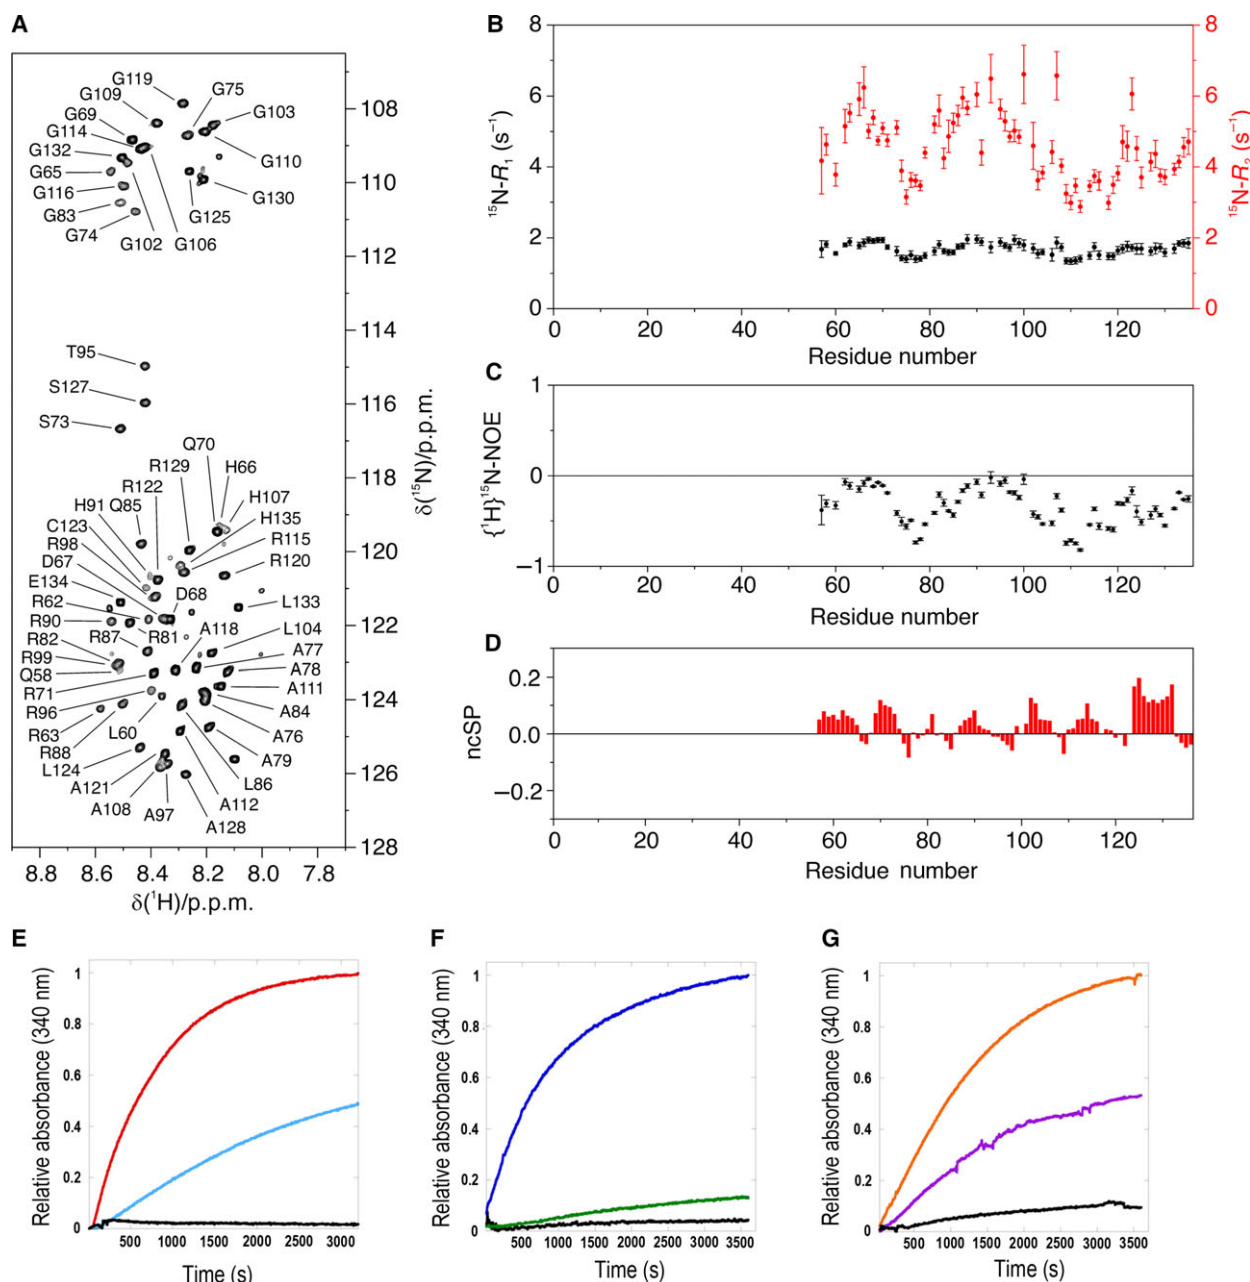 A
G119
G75
G109
G103
G69
G114
G132
G65
G110
G116
G130
G83
G125
G74
G102
G106
T95
S127
S73
Q70
R129
H66
R122
H107
H91
Q85
H135
C123
R115
R98
R120
D67
E134
D68
R62
L133
R90
A118
R87
R81
L104
R82
A77
R99
A78
Q58
A111
R71
A84
R96
L60
A76
R63
A79
R88
L86
L124
A121
A112
A108
A97
A128
108
110
112
114
116
118
120
122
124
126
128
δ(¹⁵N)/p.p.m.
8.8 8.6 8.4 8.2 8.0 7.8
δ(¹H)/p.p.m.
B
8
6
4
2
0
¹⁵N-R₁ (s⁻¹)
8
6
4
2
0
¹⁵N-R₂ (s⁻¹)
0 20 40 60 80 100 120
Residue number
C
1
0
−1
{¹H}¹⁵N-NOE
0 20 40 60 80 100 120
Residue number
D
0.2
0.0
−0.2
ncSP
0 20 40 60 80 100 120
Residue number
E
1
0.8
0.6
0.4
0.2
0
Relative absorbance (340 nm)
500 1000 1500 2000 2500 3000
Time (s)
F
1
0.8
0.6
0.4
0.2
0
Relative absorbance (340 nm)
500 1000 1500 2000 2500 3000 3500
Time (s)
G
1
0.8
0.6
0.4
0.2
0
Relative absorbance (340 nm)
500 1000 1500 2000 2500 3000 3500
Time (s)